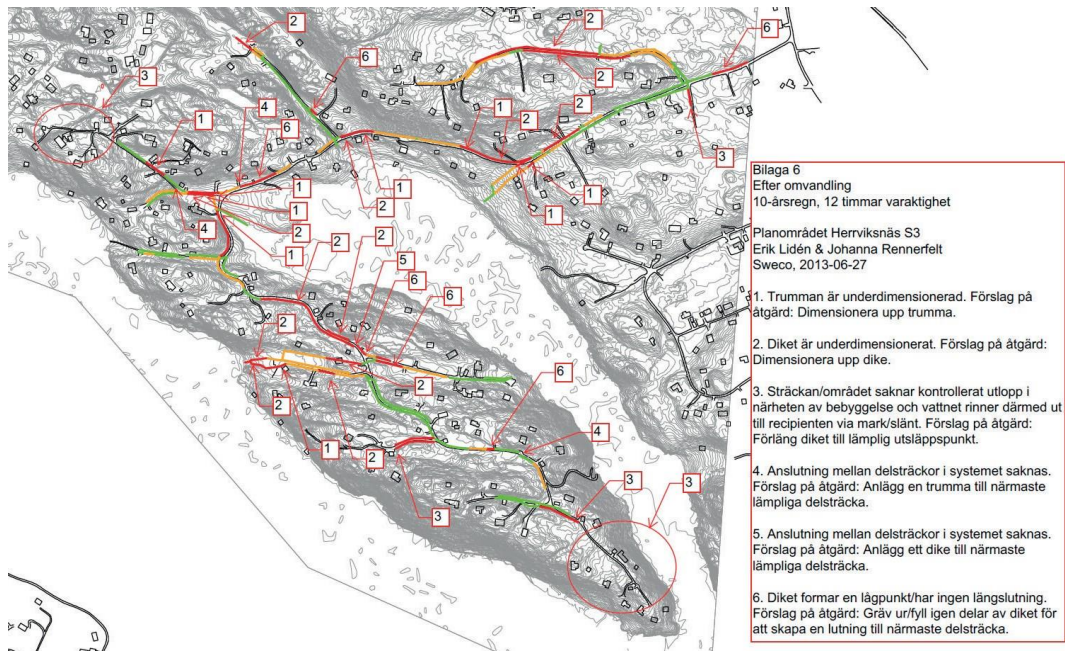 2
2
6
6
2
3
4
1
2
1
2
1
6
3
1
1
1
1
2
4
2
1
2
2
5
6
6
2
2
2
6
1
2
4
3
3
3
Bilaga 6
Efter omvandling
10-årsregn, 12 timmar varaktighet
Planområdet Herrviksnäs S3
Erik Lidén & Johanna Rennerfelt
Sweco, 2013-06-27
1. Trumman är underdimensionerad. Förslag på
åtgärd: Dimensionera upp trumma.
2. Diket är underdimensionerat. Förslag på åtgärd:
Dimensionera upp dike.
3. Sträckan/området saknar kontrollerat utlopp i
närheten av bebyggelse och vattnet rinner därmed ut
till recipienten via mark/slänt. Förslag på åtgärd:
Förläng diket till lämplig utsläppspunkt.
4. Anslutning mellan delsträckor i systemet saknas.
Förslag på åtgärd: Anlägg en trumma till närmaste
lämpliga delsträcka.
5. Anslutning mellan delsträckor i systemet saknas.
Förslag på åtgärd: Anlägg ett dike till närmaste
lämpliga delsträcka.
6. Diket formar en lågpunkt/har ingen längslutning.
Förslag på åtgärd: Gräv ur/fyll igen delar av diket för
att skapa en lutning till närmaste delsträcka.